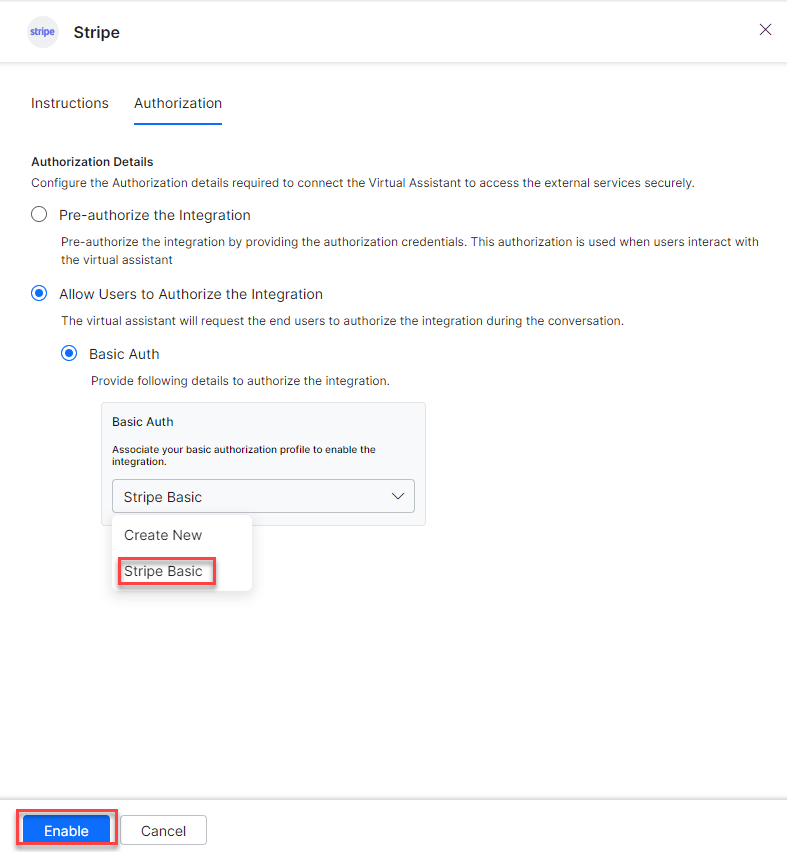 stripe
Stripe
Instructions
Authorization
Authorization Details
Configure the Authorization details required to connect the Virtual Assistant to access the external services securely.
Pre-authorize the Integration
Pre-authorize the integration by providing the authorization credentials. This authorization is used when users interact with
the virtual assistant
Allow Users to Authorize the Integration
The virtual assistant will request the end users to authorize the integration during the conversation.
Basic Auth
Provide following details to authorize the integration.
Basic Auth
Associate your basic authorization profile to enable the
integration.
Stripe Basic
Create New
Stripe Basic
Enable
Cancel